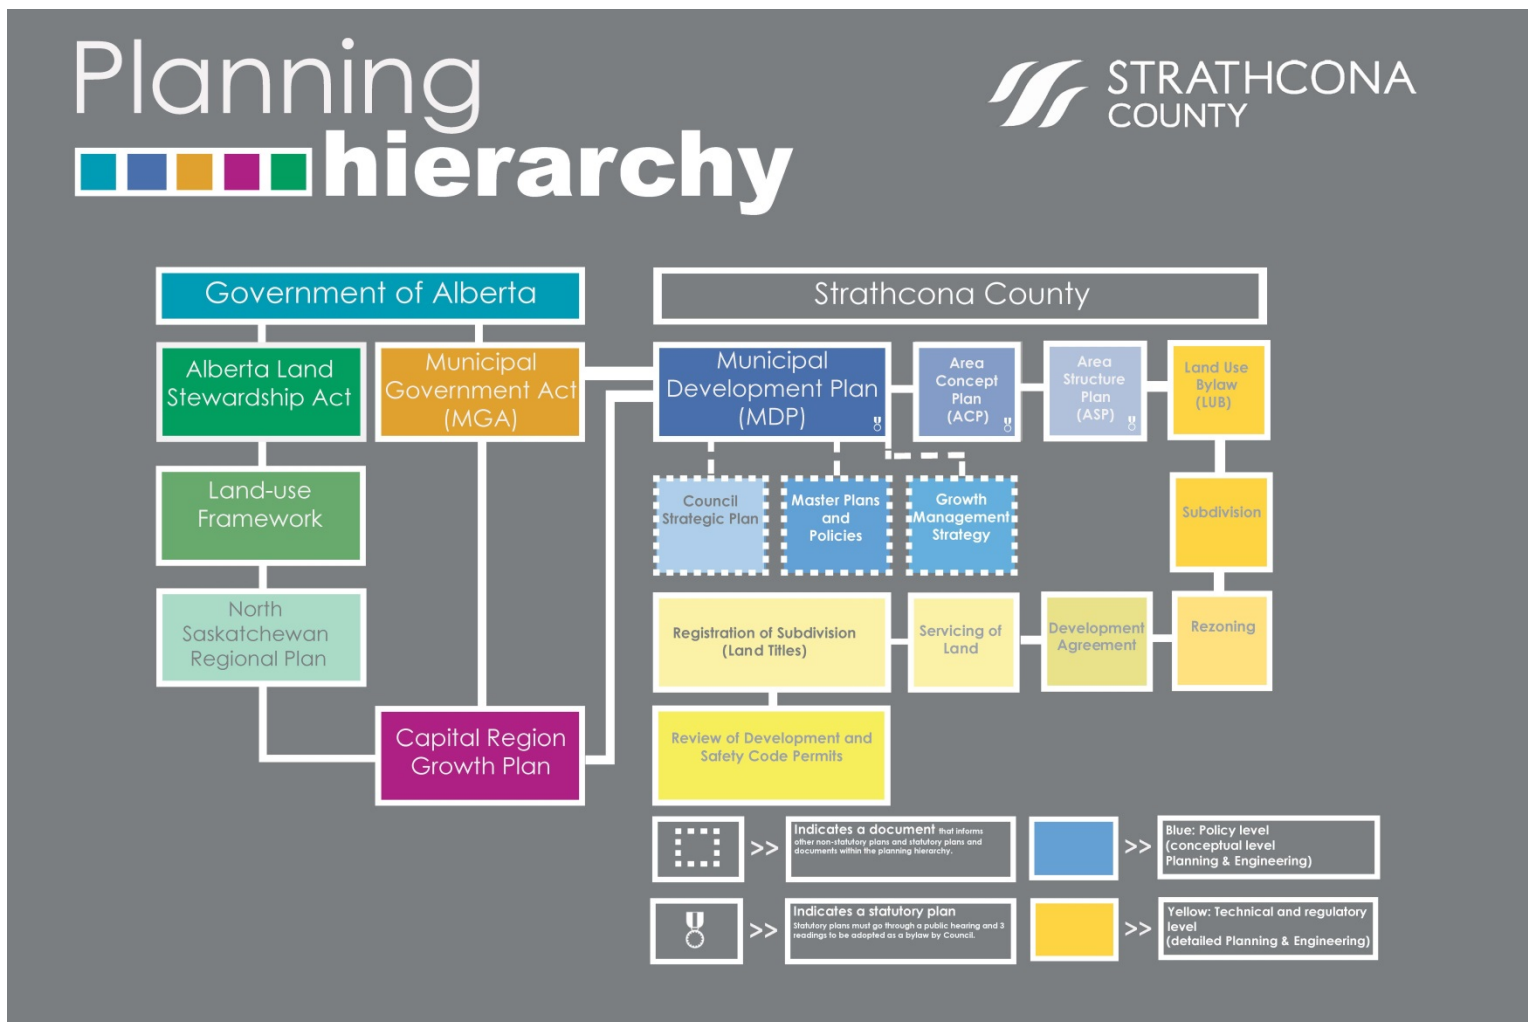 Planning
hierarchy
STRATHCONA
COUNTY
Government of Alberta
Alberta Land
Stewardship Act
Municipal
Government Act
(MGA)
Land-use
Framework
North
Saskatchewan
Regional Plan
Capital Region
Growth Plan
Strathcona County
Municipal
Development Plan
(MDP)
Area
Concept
Plan
(ACP)
Area
Structure
Plan
(ASP)
Land Use
Bylaw
(LUB)
Council
Strategic Plan
Master Plans
and
Policies
Growth
Management
Strategy
Subdivision
Rezoning
Development
Agreement
Servicing of
Land
Registration of Subdivision
(Land Titles)
Review of Development and
Safety Code Permits
>>
Indicates a document that informs
other non-statutory plans and statutory plans and
documents within the planning hierarchy.
>>
Blue: Policy level
(conceptual level
Planning & Engineering)
>>
Indicates a statutory plan
Statutory plans must go through a public hearing and 3
readings to be adopted as a bylaw by Council.
>>
Yellow: Technical and regulatory
level
(detailed Planning & Engineering)